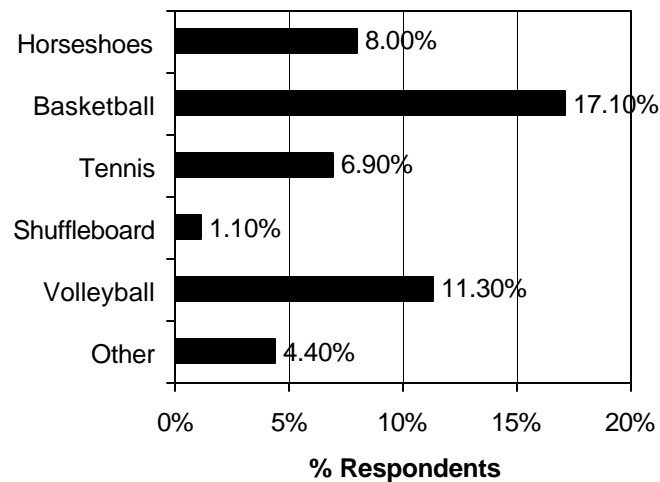 Horseshoes 8.00%
Basketball 17.10%
Tennis 6.90%
Shuffleboard 1.10%
Volleyball 11.30%
Other 4.40%
0% 5% 10% 15% 20%
% Respondents